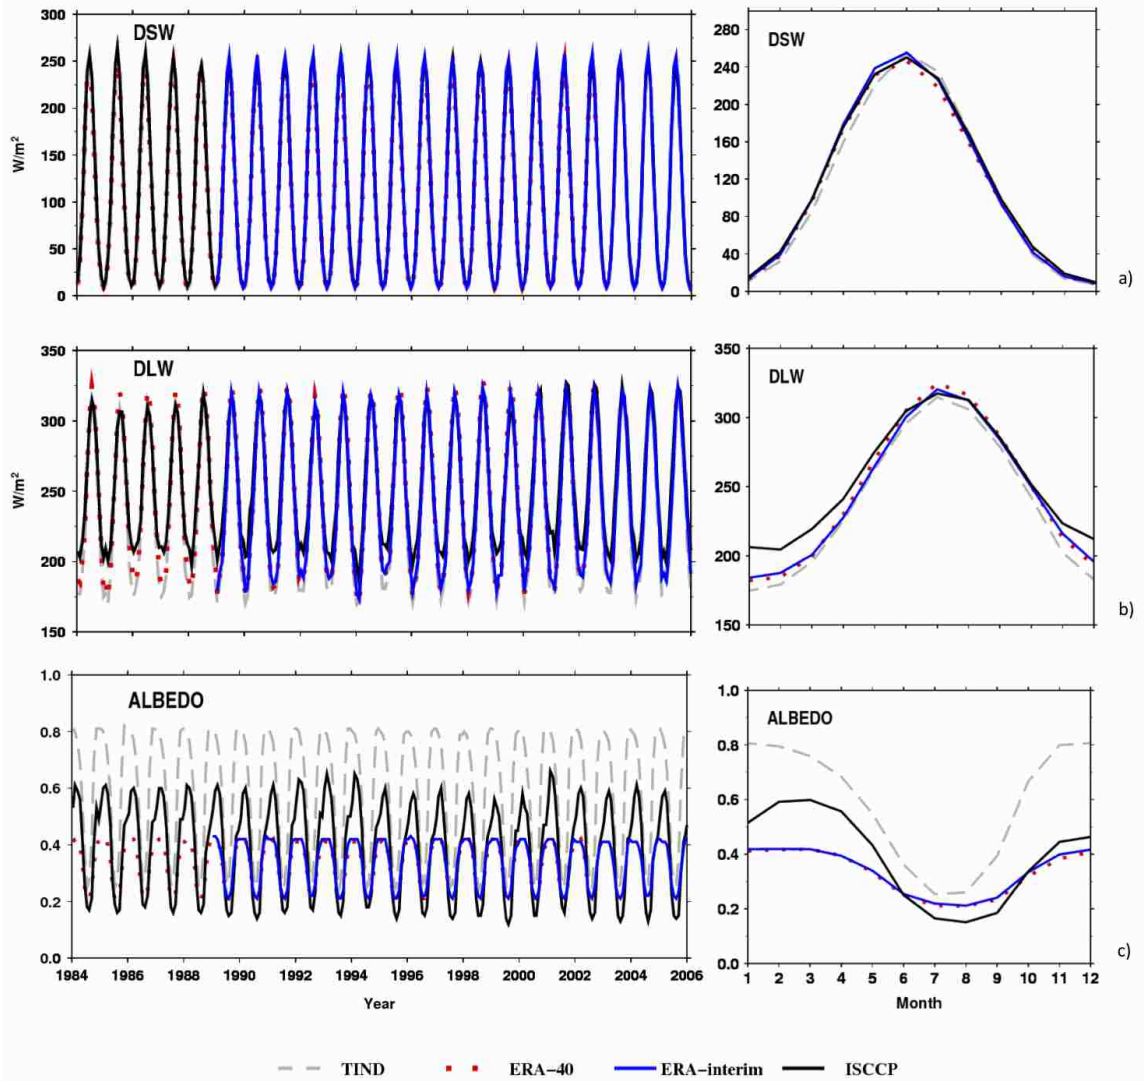 300
250
200
150
100
50
0
W/m²
DSW
280
240
200
160
120
80
40
0
DSW
a)
350
300
250
200
150
W/m²
DLW
350
300
250
200
150
DLW
b)
1.0
0.8
0.6
0.4
0.2
0.0
ALBEDO
1984 1986 1988 1990 1992 1994 1996 1998 2000 2002 2004 2006
Year
1.0
0.8
0.6
0.4
0.2
0.0
ALBEDO
1 2 3 4 5 6 7 8 9 10 11 12
Month
c)
TIND ERA-40 ERA-interim ISCCP